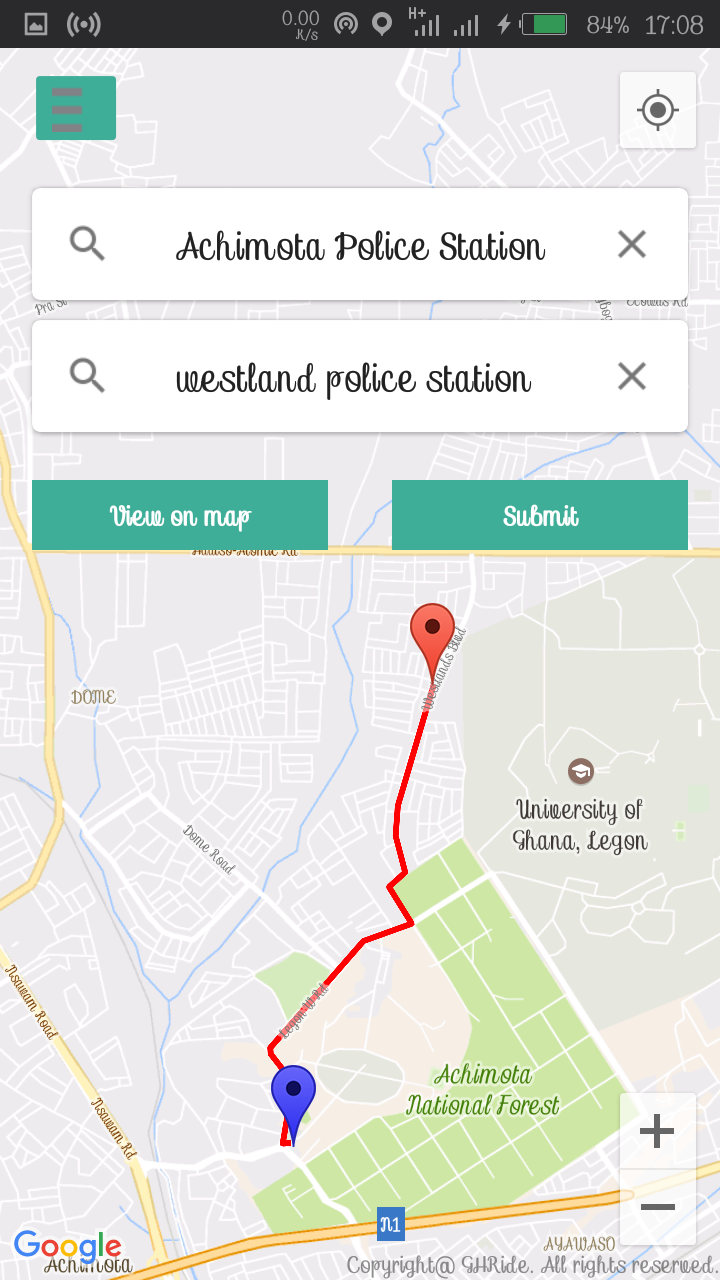 0.00
K/s
H+
84%
17:08
Achimota Police Station
Pra St
Ecowas Rd
westland police station
View on map
Submit
Westlands Blvd
DOME
University of
Ghana, Legon
Dome Road
Nsawam Road
Legon W Rd
Achimota
National Forest
Nsawam Rd
N1
Google
AYAWASO
Achimota
Copyright@ GHRide. All rights reserved.